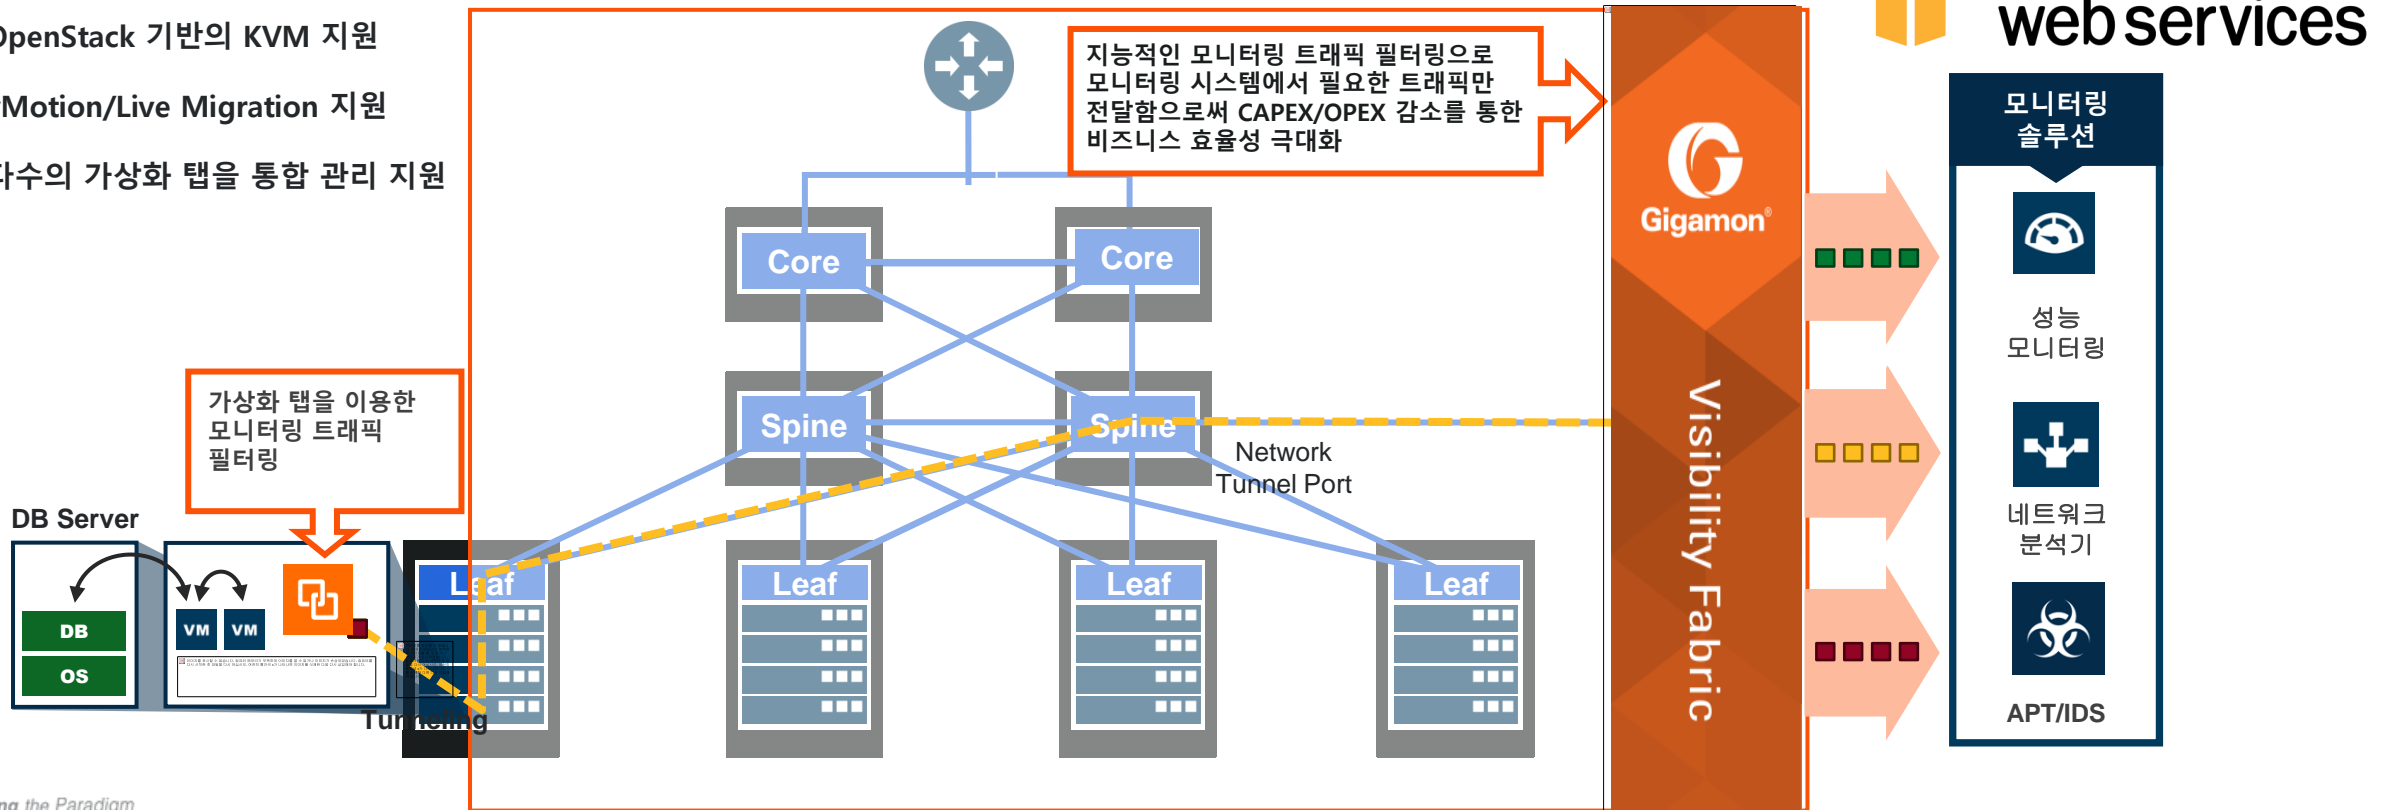 OpenStack 기반의 KVM 지원
Motion/Live Migration 지원
다수의 가상화 탭을 통합 관리 지원
web services
지능적인 모니터링 트래픽 필터링으로
모니터링 시스템에서 필요한 트래픽만
전달함으로써 CAPEX/OPEX 감소를 통한
비즈니스 효율성 극대화
모니터링
솔루션
Gigamon®
Core
Core
성능
모니터링
가상화 탭을 이용한
모니터링 트래픽
필터링
Spine
Spine
Network
Tunnel Port
Visibility Fabric
네트워크
분석기
DB Server
Leaf
Leaf
Leaf
Leaf
DB
OS
VM
VM
Tunneling
APT/IDS
the Paradigm